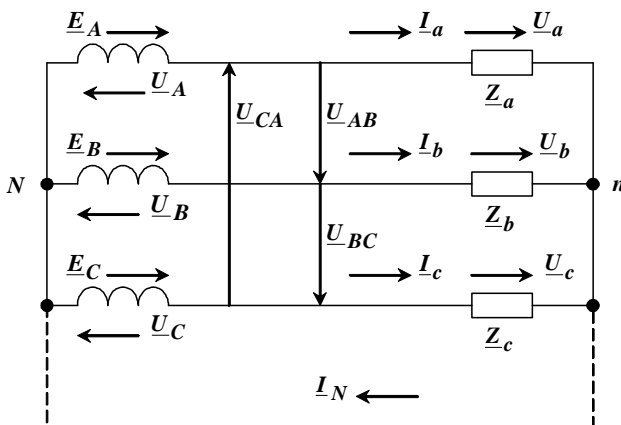 E_A I_a U_a
U_A Z_a
U_CA U_AB
E_B I_b U_b
N n
U_B Z_b
U_BC
E_C I_c U_c
U_C Z_c
I_N